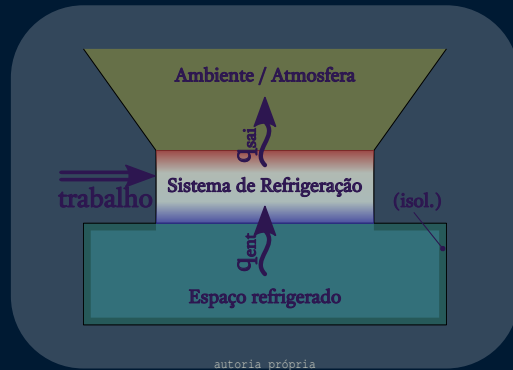 Ambiente / Atmosfera
qsai
trabalho
Sistema de Refrigeração
(isol.)
qent
Espaço refrigerado
autoria própria